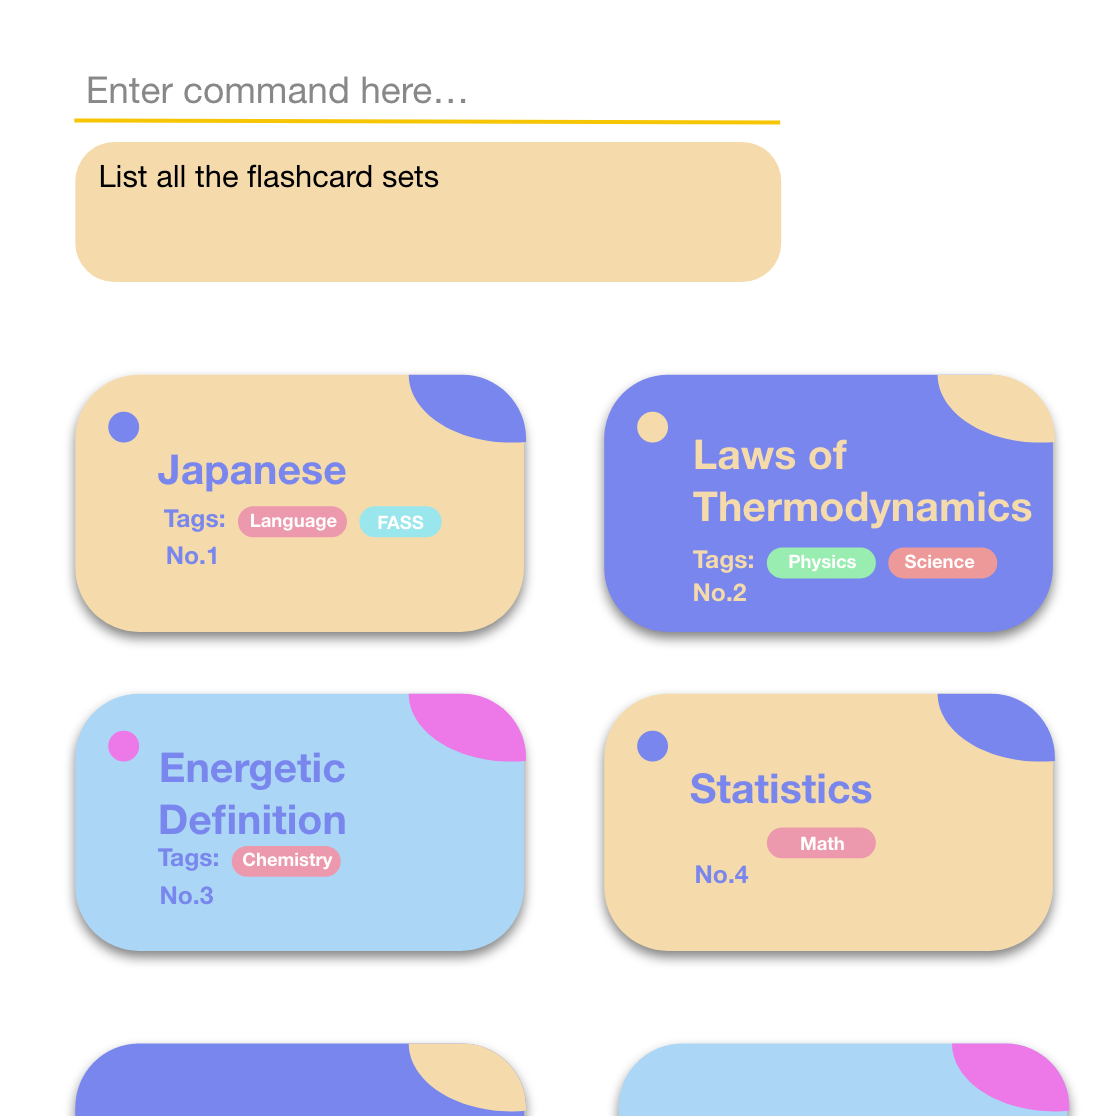 Enter command here…
List all the flashcard sets
Japanese
Tags: Language FASS
No.1
Laws of
Thermodynamics
Tags: Physics Science
No.2
Energetic
Definition
Tags: Chemistry
No.3
Statistics
Math
No.4